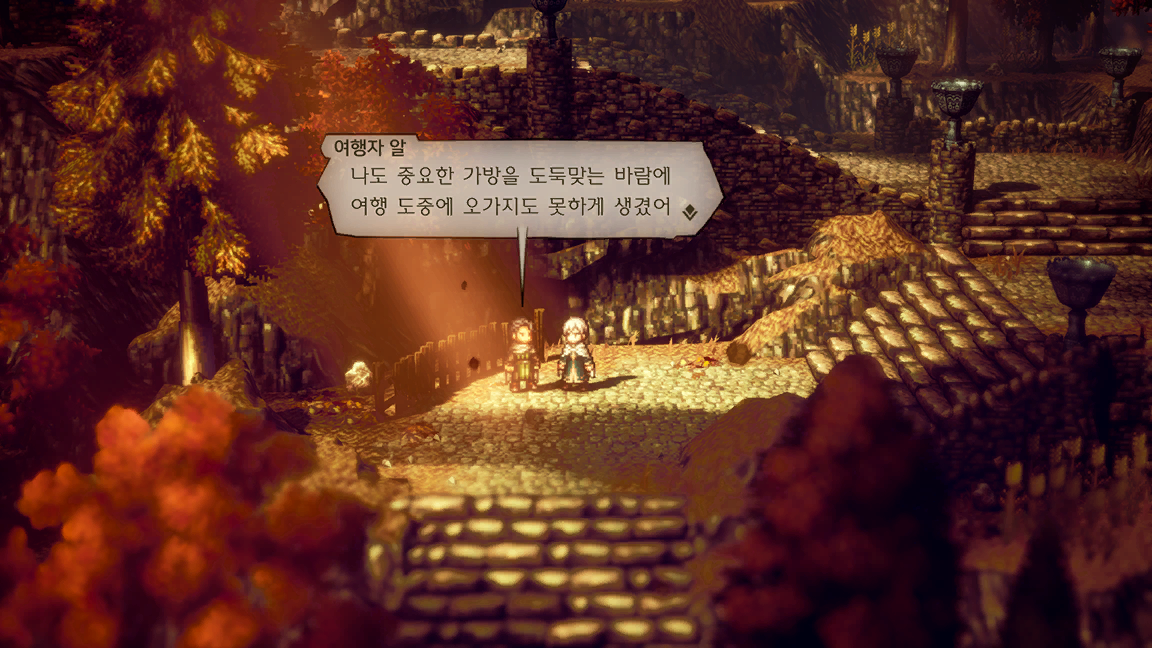 여행자 알
나도 중요한 가방을 도둑맞는 바람에
여행 도중에 오가지도 못하게 생겼어